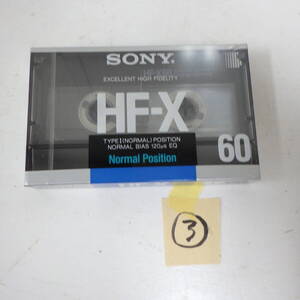 SONY.
EXCELLENT HIGH FIDELITY
HF-X
TYPE I (NORMAL) POSITION
NORMAL BIAS 120μs EQ
Normal Position
60
③